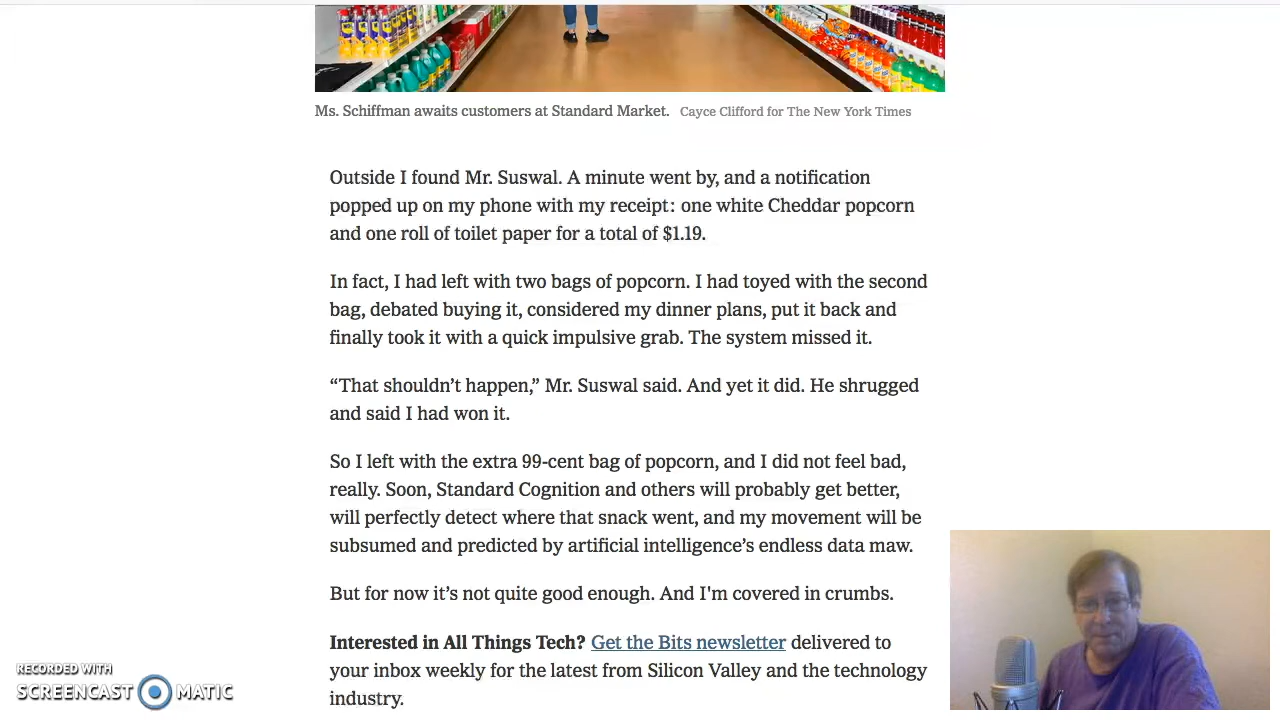 Ms. Schiffman awaits customers at Standard Market. Cayce Clifford for The New York Times
Outside I found Mr. Suswal. A minute went by, and a notification
popped up on my phone with my receipt: one white Cheddar popcorn
and one roll of toilet paper for a total of $1.19.
In fact, I had left with two bags of popcorn. I had toyed with the second
bag, debated buying it, considered my dinner plans, put it back and
finally took it with a quick impulsive grab. The system missed it.
“That shouldn’t happen,” Mr. Suswal said. And yet it did. He shrugged
and said I had won it.
So I left with the extra 99-cent bag of popcorn, and I did not feel bad,
really. Soon, Standard Cognition and others will probably get better,
will perfectly detect where that snack went, and my movement will be
subsumed and predicted by artificial intelligence’s endless data maw.
But for now it’s not quite good enough. And I'm covered in crumbs.
Interested in All Things Tech? Get the Bits newsletter delivered to
your inbox weekly for the latest from Silicon Valley and the technology
industry.
RECORDED WITH
SCREENCAST MATIC